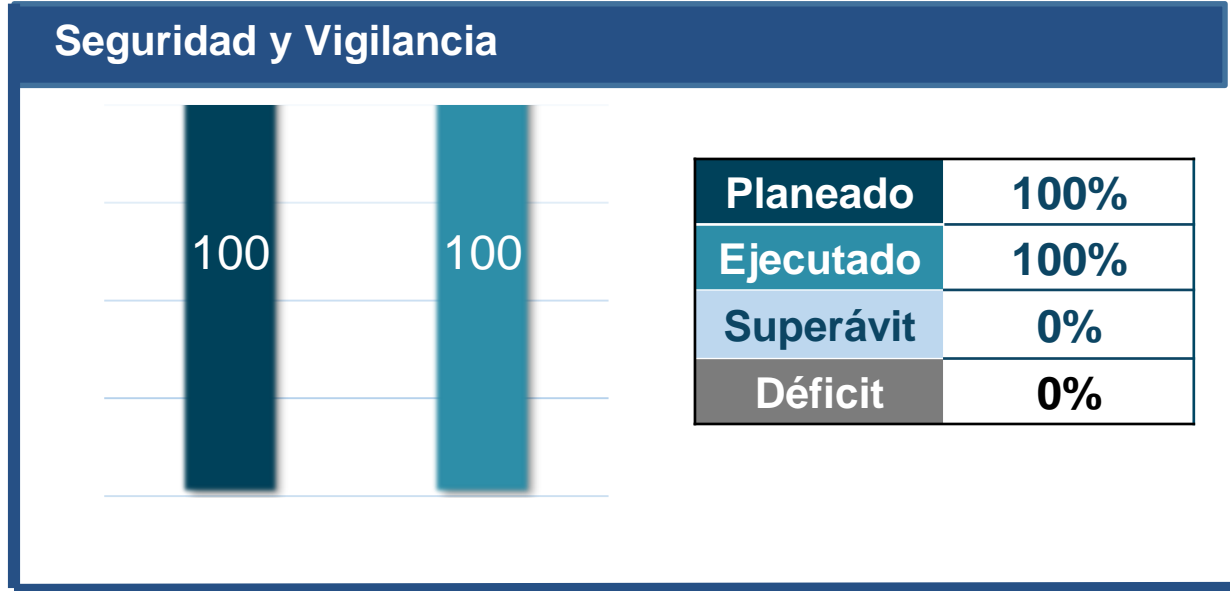 Seguridad y Vigilancia
100 100
Planeado 100%
Ejecutado 100%
Superávit 0%
Déficit 0%